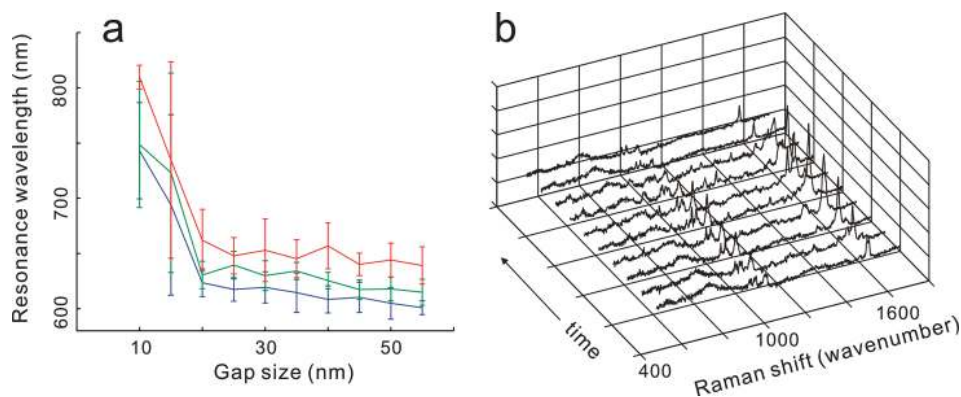 a
Resonance wavelength (nm)
800
700
600
10
30
50
Gap size (nm)
b
time
400
1000
1600
Raman shift (wavenumber)